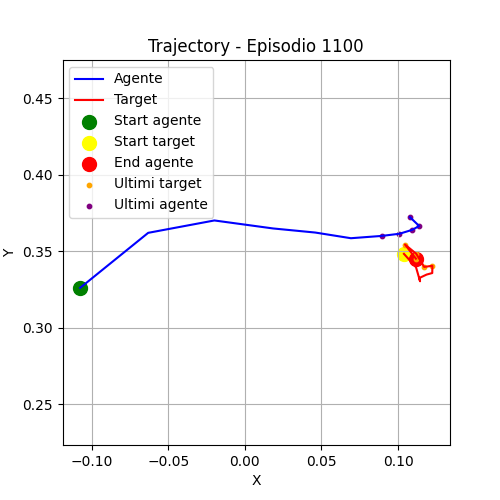 Trajectory - Episodio 1100
Agente
Target
Start agente
Start target
End agente
Ultimi target
Ultimi agente
Y
0.45
0.40
0.35
0.30
0.25
−0.10
−0.05
0.00
0.05
0.10
X